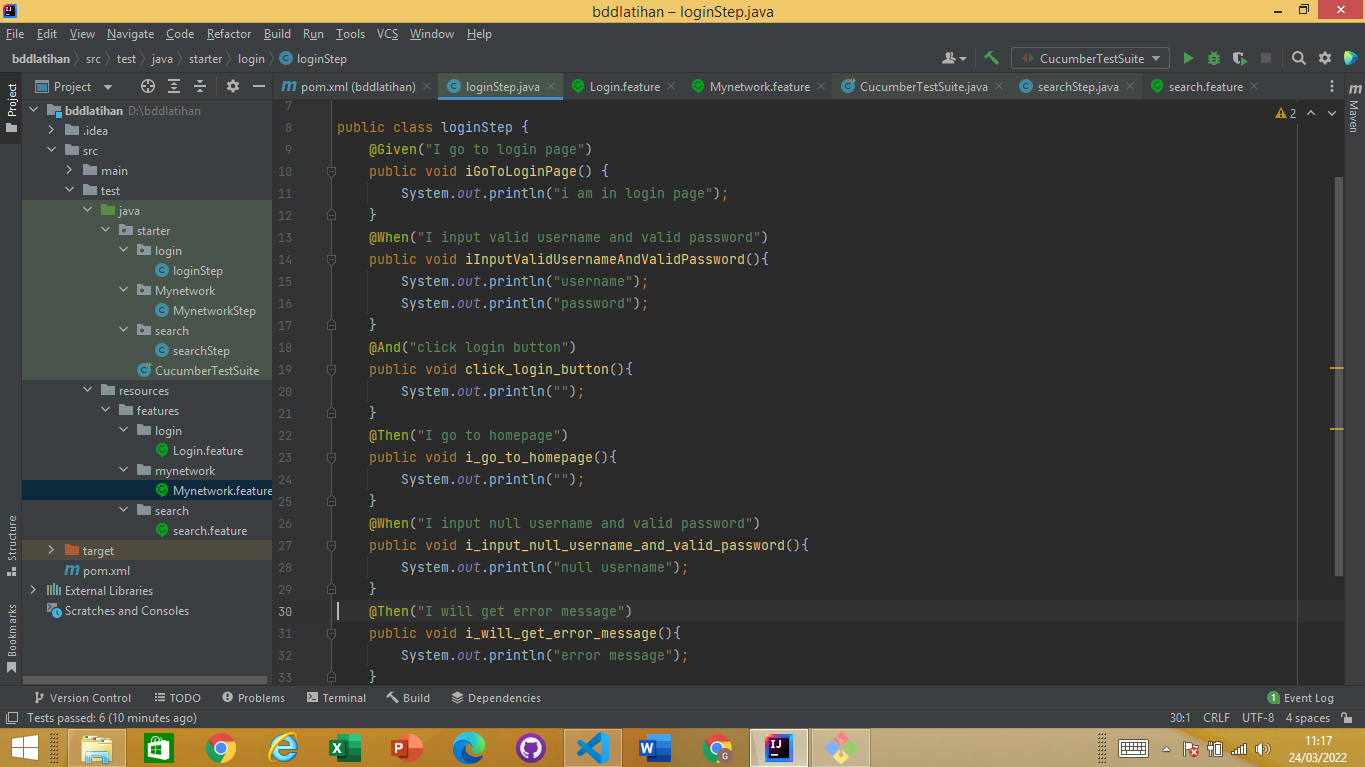 bddlatihan – loginStep.java
File Edit View Navigate Code Refactor Build Run Tools VCS Window Help
bddlatihan src test java starter login loginStep CucumberTestSuite
Project
pom.xml (bddlatihan) loginStep.java Login.feature Mynetwork.feature CucumberTestSuite.java searchStep.java search.feature
Project
Structure
Bookmarks
Maven
bddlatihan D:\bddlatihan
.idea
src
main
test
java
starter
login
loginStep
Mynetwork
MynetworkStep
search
searchStep
CucumberTestSuite
resources
features
login
Login.feature
mynetwork
Mynetwork.feature
search
search.feature
target
pom.xml
External Libraries
Scratches and Consoles
2
7
8 public class loginStep {
9 @Given("I go to login page")
10 public void iGoToLoginPage() {
11 System.out.println("i am in login page");
12 }
13 @When("I input valid username and valid password")
14 public void iInputValidUsernameAndValidPassword(){
15 System.out.println("username");
16 System.out.println("password");
17 }
18 @And("click login button")
19 public void click_login_button(){
20 System.out.println("");
21 }
22 @Then("I go to homepage")
23 public void i_go_to_homepage(){
24 System.out.println("");
25 }
26 @When("I input null username and valid password")
27 public void i_input_null_username_and_valid_password(){
28 System.out.println("null username");
29 }
30 @Then("I will get error message")
31 public void i_will_get_error_message(){
32 System.out.println("error message");
33 }
Version Control TODO Problems Terminal Build Dependencies 1 Event Log
Tests passed: 6 (10 minutes ago) 30:1 CRLF UTF-8 4 spaces
11:17
24/03/2022